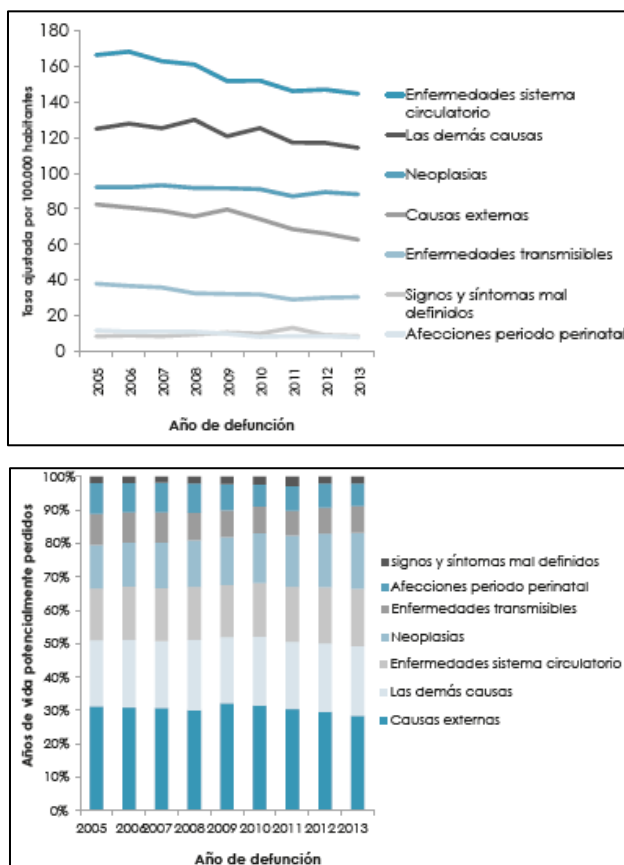 180
160
140
120
100
80
60
40
20
0
Tasa ajustada por 100.000 habitantes
2005
2006
2007
2008
2009
2010
2011
2012
2013
Año de defunción
Enfermedades sistema
circulatorio
Las demás causas
Neoplasias
Causas externas
Enfermedades transmisibles
Signos y síntomas mal
definidos
Afecciones periodo perinatal
100%
90%
80%
70%
60%
50%
40%
30%
20%
10%
0%
Años de vida potencialmente perdidos
2005 2006 2007 2008 2009 2010 2011 2012 2013
Año de defunción
signos y síntomas mal definidos
Afecciones periodo perinatal
Enfermedades transmisibles
Neoplasias
Enfermedades sistema circulatorio
Las demás causas
Causas externas